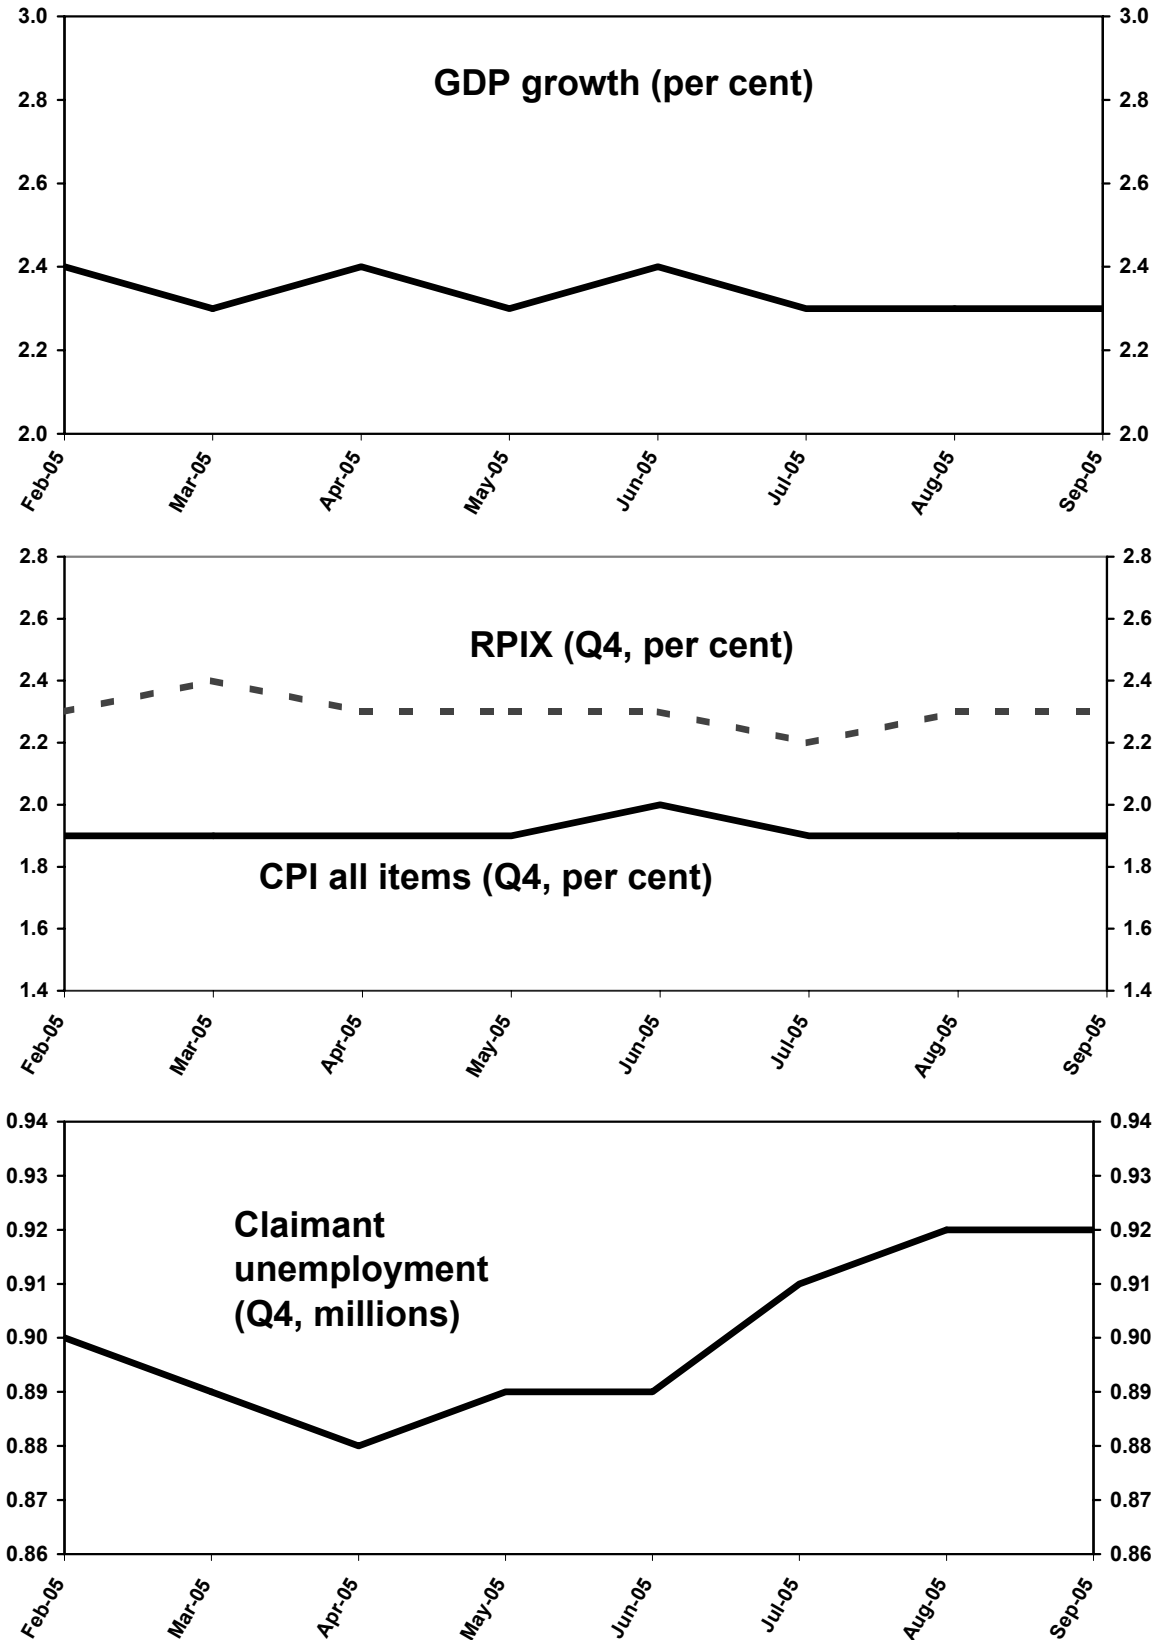 3.0 3.0
GDP growth (per cent)
2.8 2.8
2.6 2.6
2.4 2.4
2.2 2.2
2.0 2.0
Feb-05 Mar-05 Apr-05 May-05 Jun-05 Jul-05 Aug-05 Sep-05
2.8 2.8
2.6 2.6
RPIX (Q4, per cent)
2.4 2.4
2.2 2.2
2.0 2.0
1.8 1.8
CPI all items (Q4, per cent)
1.6 1.6
1.4 1.4
Feb-05 Mar-05 Apr-05 May-05 Jun-05 Jul-05 Aug-05 Sep-05
0.94 0.94
0.93 0.93
0.92 0.92
Claimant
unemployment
(Q4, millions)
0.91 0.91
0.90 0.90
0.89 0.89
0.88 0.88
0.87 0.87
0.86 0.86
Feb-05 Mar-05 Apr-05 May-05 Jun-05 Jul-05 Aug-05 Sep-05